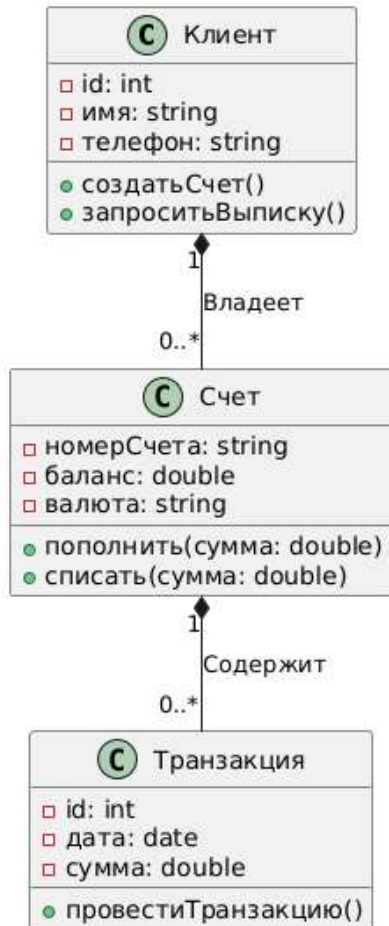 C Клиент
id: int
имя: string
телефон: string
создатьСчет()
запроситьВыписку()
1
Владеет
0..*
C Счет
номерСчета: string
баланс: double
валюта: string
пополнить(сумма: double)
списать(сумма: double)
1
Содержит
0..*
C Транзакция
id: int
дата: date
сумма: double
провестиТранзакцию()